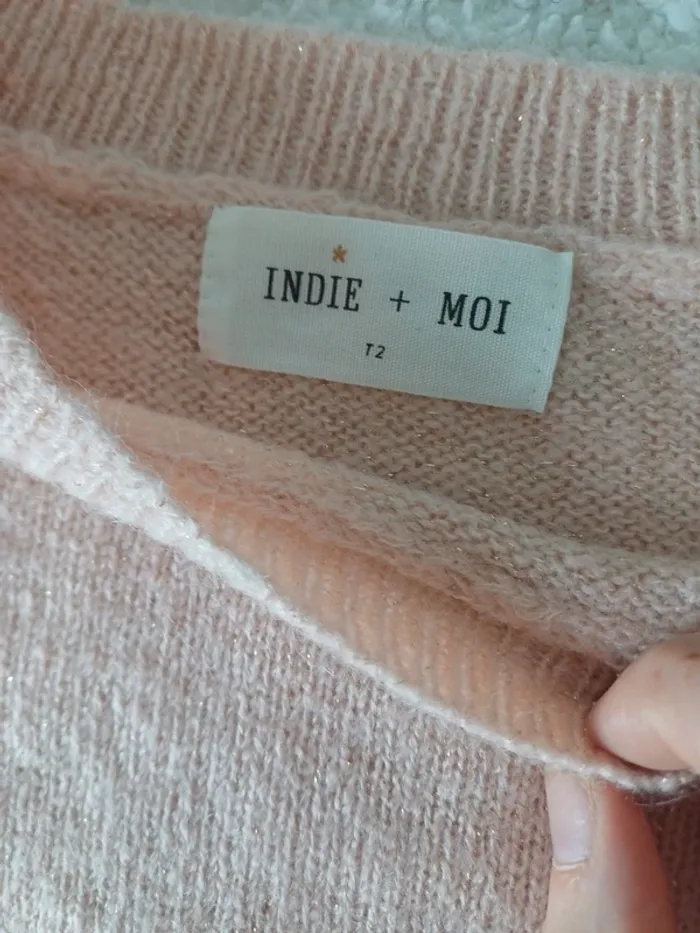 INDIE + MOI
T2